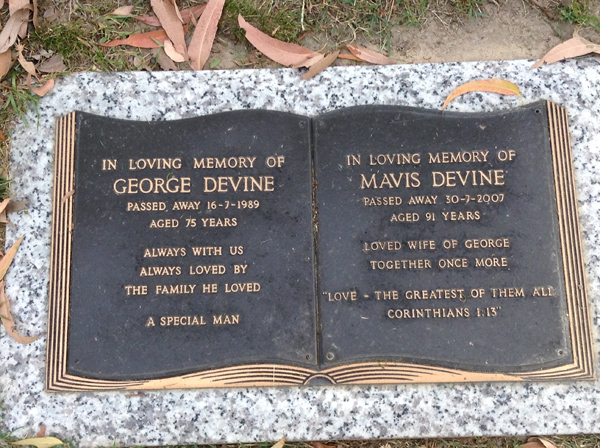 IN LOVING MEMORY OF
GEORGE DEVINE
PASSED AWAY 16-7-1989
AGED 75 YEARS
ALWAYS WITH US
ALWAYS LOVED BY
THE FAMILY HE LOVED
A SPECIAL MAN
IN LOVING MEMORY OF
MAVIS DEVINE
PASSED AWAY 30-7-2007
AGED 91 YEARS
LOVED WIFE OF GEORGE
TOGETHER ONCE MORE
"LOVE - THE GREATEST OF THEM ALL
CORINTHIANS 1:13"